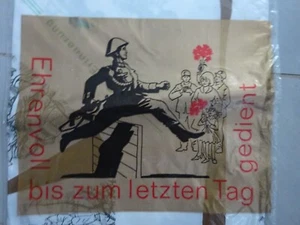 Ehrenvoll
bis zum letzten Tag
gedient